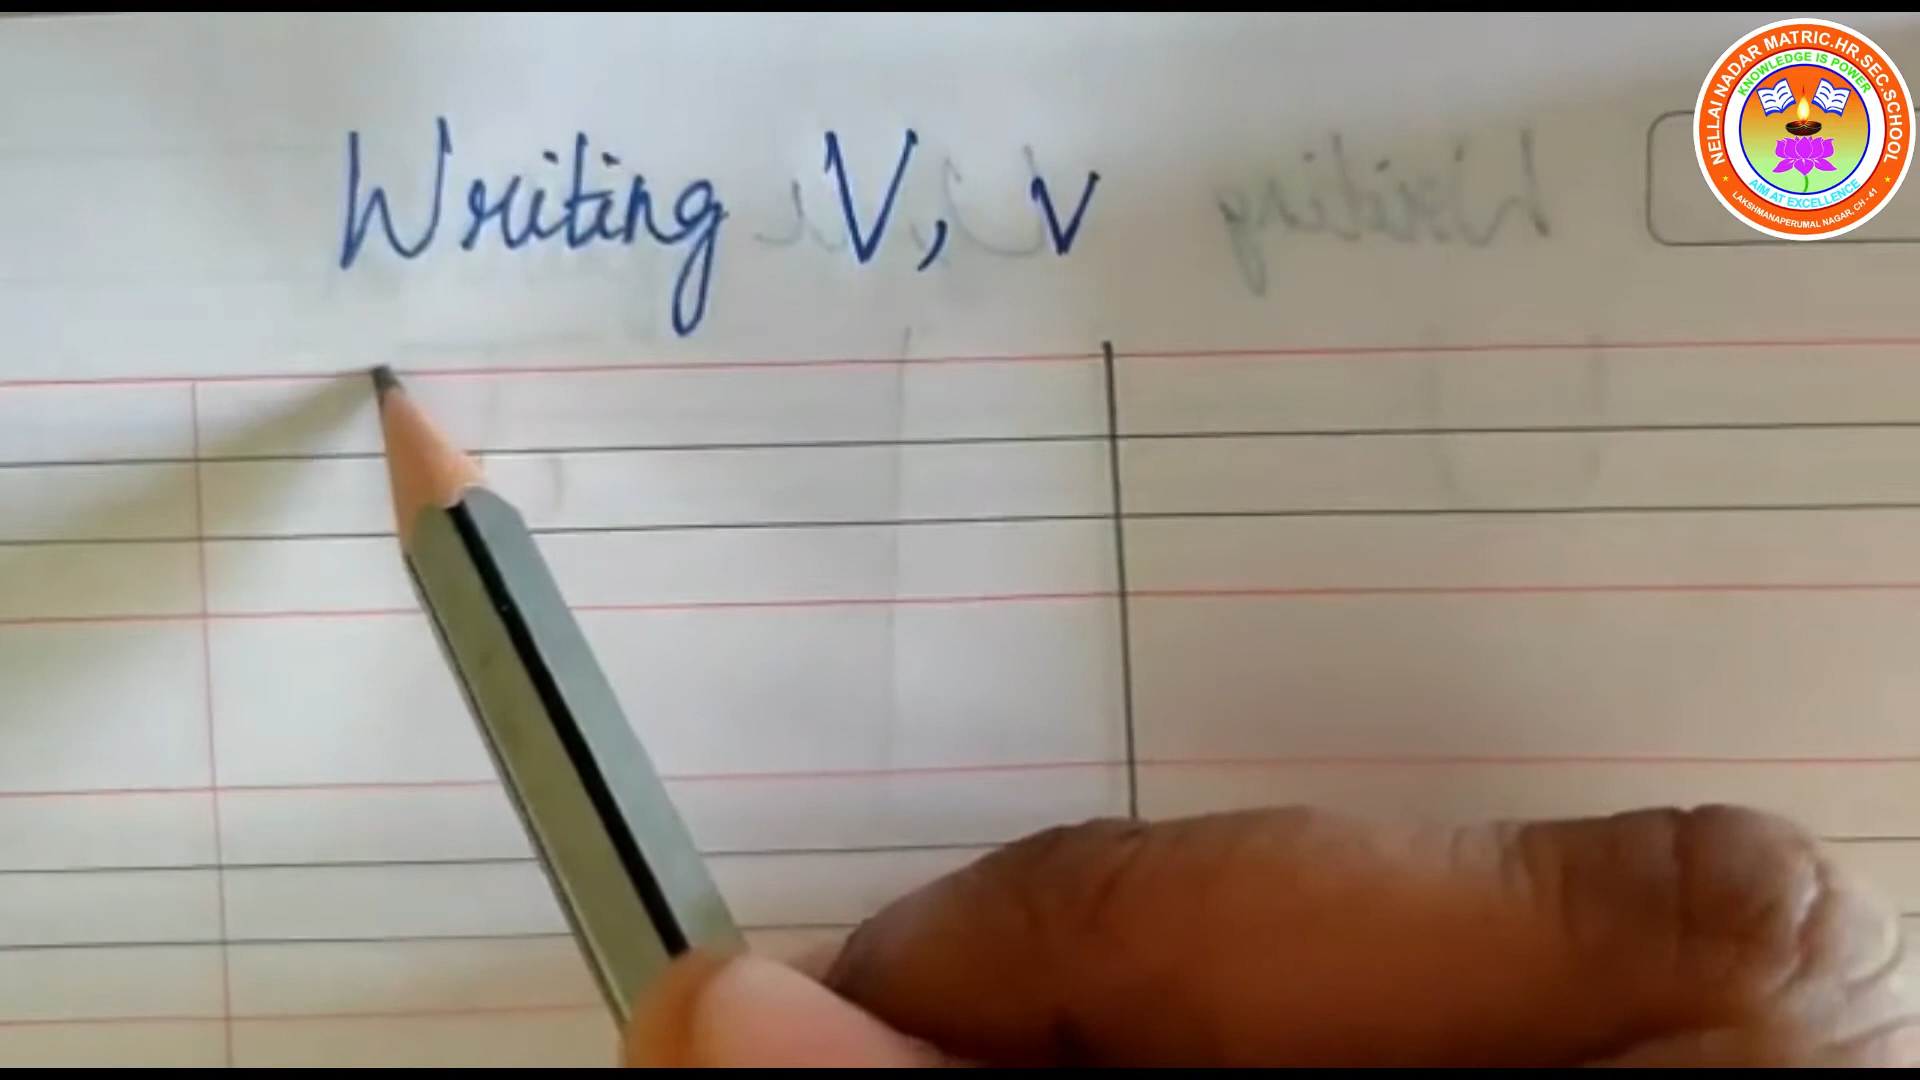 Writing V, v
NELLAI NADAR MATRIC.HR.SEC.SCHOOL
KNOWLEDGE IS POWER
AIM AT EXCELLENCE
LAKSHMANAPERUMAL NAGAR, CH - 41